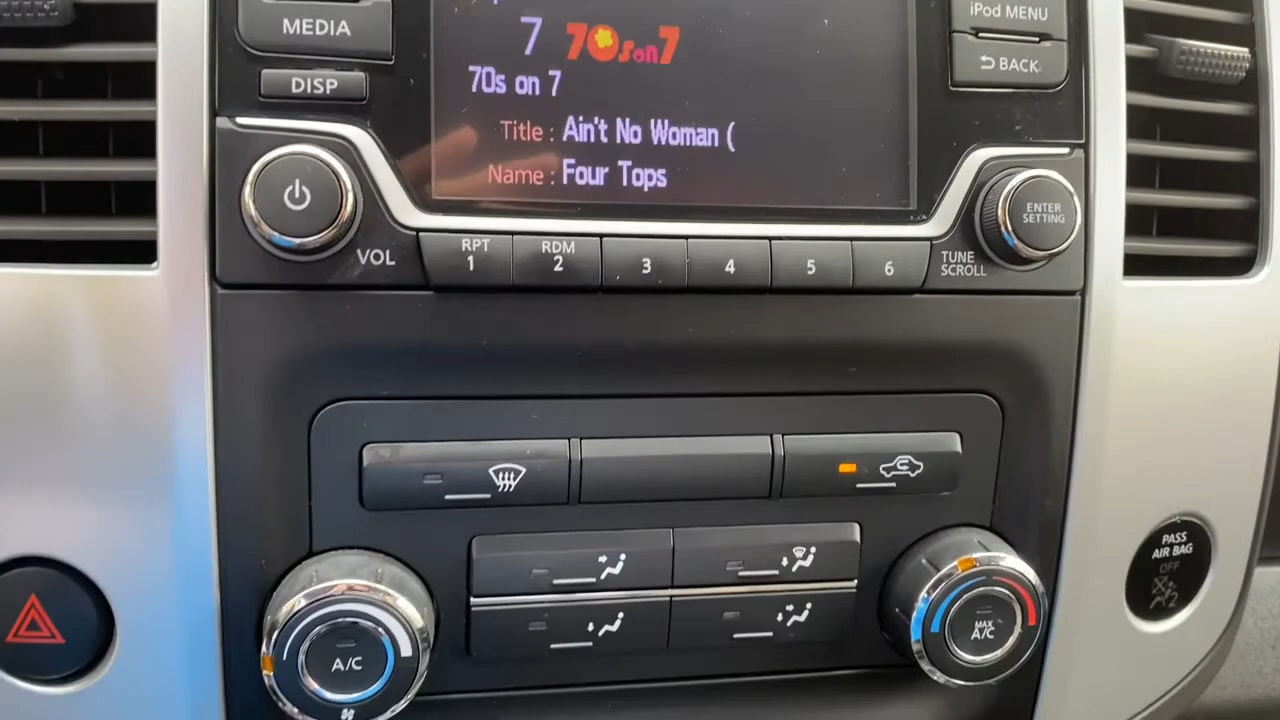 MEDIA
DISP
iPod MENU
BACK
7 70s on 7
70s on 7
Title : Ain't No Woman (
Name : Four Tops
VOL
RPT
1
RDM
2
3
4
5
6
TUNE
SCROLL
ENTER
SETTING
PASS
AIR BAG
OFF
2
A/C
MAX
A/C